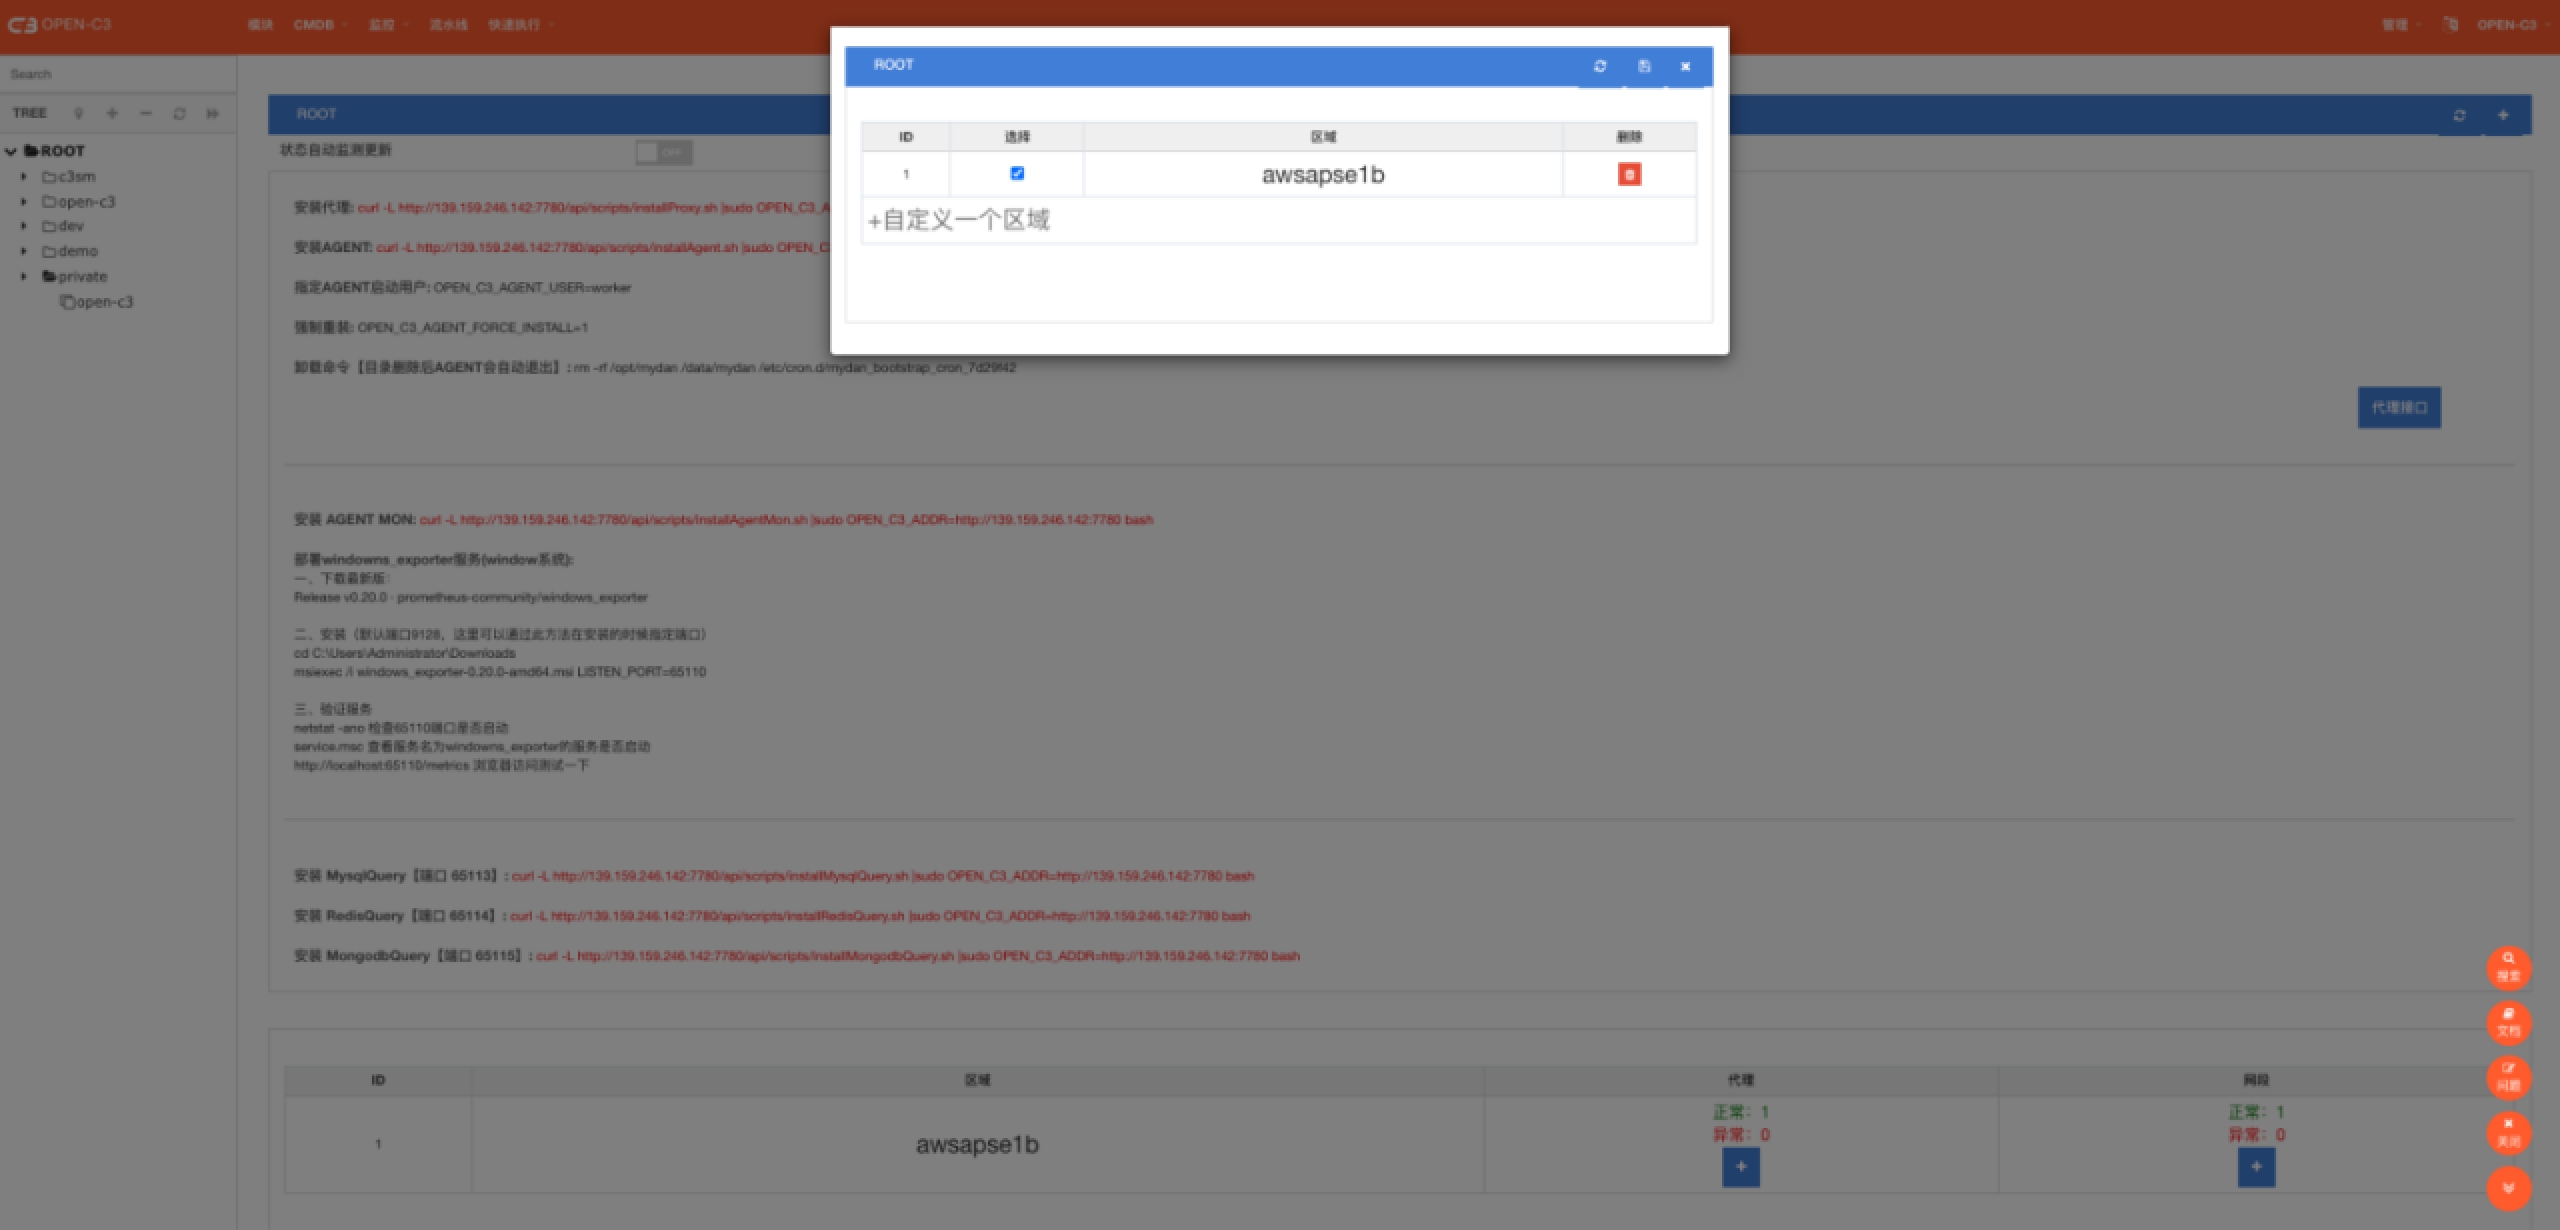 C3 OPEN-C3
模块 CMDB 监控 流水线 快速执行
管理 OPEN-C3
Search
TREE
ROOT
c3sm
open-c3
dev
demo
private
open-c3
ROOT
ID 选择 区域 删除
1 awsapse1b
+自定义一个区域
ROOT
状态自动监测更新 OFF
安装代理: curl -L http://139.159.246.142:7780/api/scripts/installProxy.sh |sudo OPEN_C3_A
安装AGENT: curl -L http://139.159.246.142:7780/api/scripts/installAgent.sh |sudo OPEN_C
指定AGENT启动用户: OPEN_C3_AGENT_USER=worker
强制重装: OPEN_C3_AGENT_FORCE_INSTALL=1
卸载命令【目录删除后AGENT会自动退出】: rm -rf /opt/mydan /data/mydan /etc/cron.d/mydan_bootstrap_cron_7d29f42
代理接口
安装 AGENT MON: curl -L http://139.159.246.142:7780/api/scripts/installAgentMon.sh |sudo OPEN_C3_ADDR=http://139.159.246.142:7780 bash
部署windowns_exporter服务(window系统):
一、下载最新版:
Release v0.20.0 · prometheus-community/windows_exporter
二、安装（默认端口9128，这里可以通过此方法在安装的时候指定端口）
cd C:\Users\Administrator\Downloads
msiexec /i windows_exporter-0.20.0-amd64.msi LISTEN_PORT=65110
三、验证服务
netstat -ano 检查65110端口是否启动
service.msc 查看服务名为windowns_exporter的服务是否启动
http://localhost:65110/metrics 浏览器访问测试一下
安装 MysqlQuery【端口 65113】: curl -L http://139.159.246.142:7780/api/scripts/installMysqlQuery.sh |sudo OPEN_C3_ADDR=http://139.159.246.142:7780 bash
安装 RedisQuery【端口 65114】: curl -L http://139.159.246.142:7780/api/scripts/installRedisQuery.sh |sudo OPEN_C3_ADDR=http://139.159.246.142:7780 bash
安装 MongodbQuery【端口 65115】: curl -L http://139.159.246.142:7780/api/scripts/installMongodbQuery.sh |sudo OPEN_C3_ADDR=http://139.159.246.142:7780 bash
ID 区域 代理 网段
1 awsapse1b
正常: 1 正常: 1
异常: 0 异常: 0
搜索
文档
问题
关闭